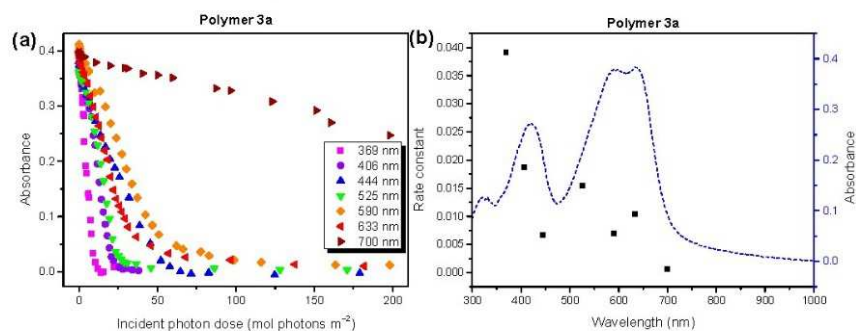 Polymer 3a
(a)
Absorbance
0.4
0.3
0.2
0.1
0.0
0
50
100
150
200
Incident photon dose (mol photons m⁻²)
369 nm
406 nm
444 nm
525 nm
590 nm
633 nm
700 nm
Polymer 3a
(b)
Rate constant
0.040
0.035
0.030
0.025
0.020
0.015
0.010
0.005
0.000
300
400
500
600
700
800
900
1000
Wavelength (nm)
0.4
0.3
0.2
0.1
0.0
Absorbance